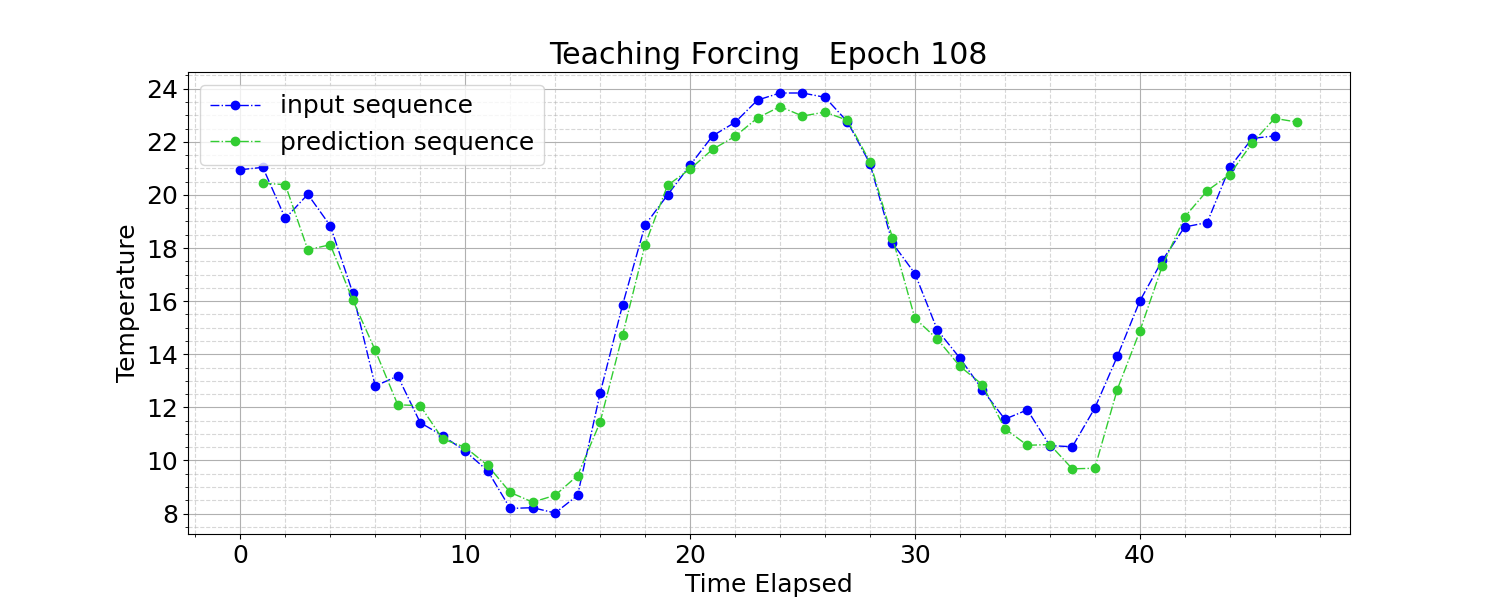 Teaching Forcing   Epoch 108
input sequence
prediction sequence
24
22
20
18
16
14
12
10
8
Temperature
0 10 20 30 40
Time Elapsed